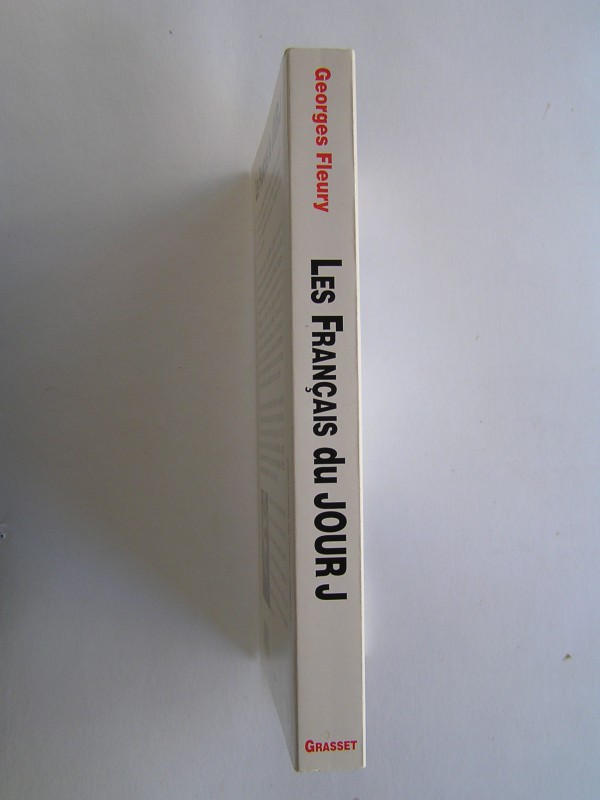 Georges Fleury
LES FRANÇAIS du JOUR J
GRASSET